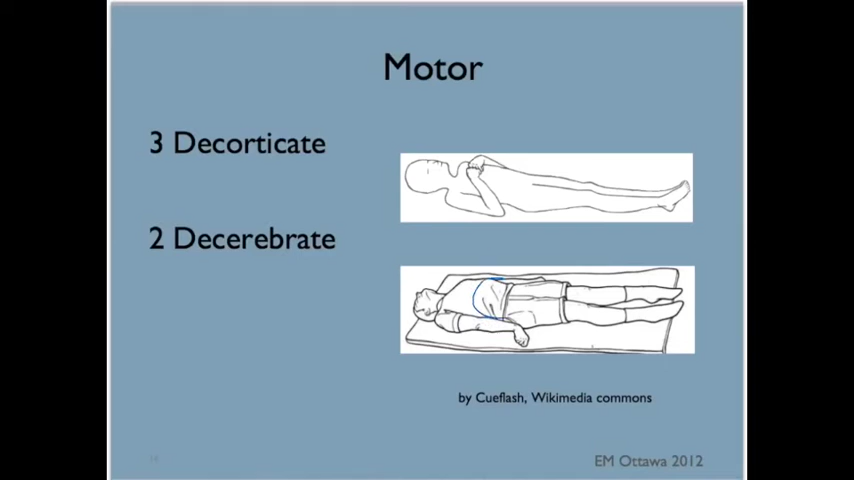 Motor
3 Decorticate
2 Decerebrate
by Cueflash, Wikimedia commons
EM Ottawa 2012